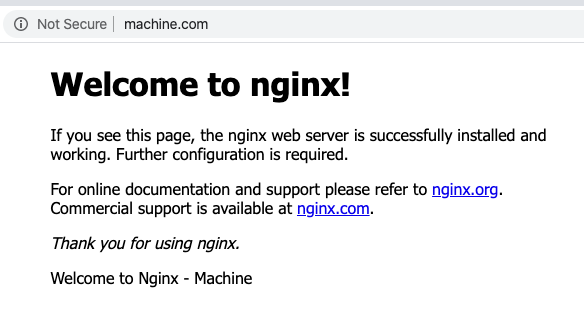 Not Secure | machine.com
Welcome to nginx!
If you see this page, the nginx web server is successfully installed and
working. Further configuration is required.
For online documentation and support please refer to nginx.org.
Commercial support is available at nginx.com.
Thank you for using nginx.
Welcome to Nginx - Machine